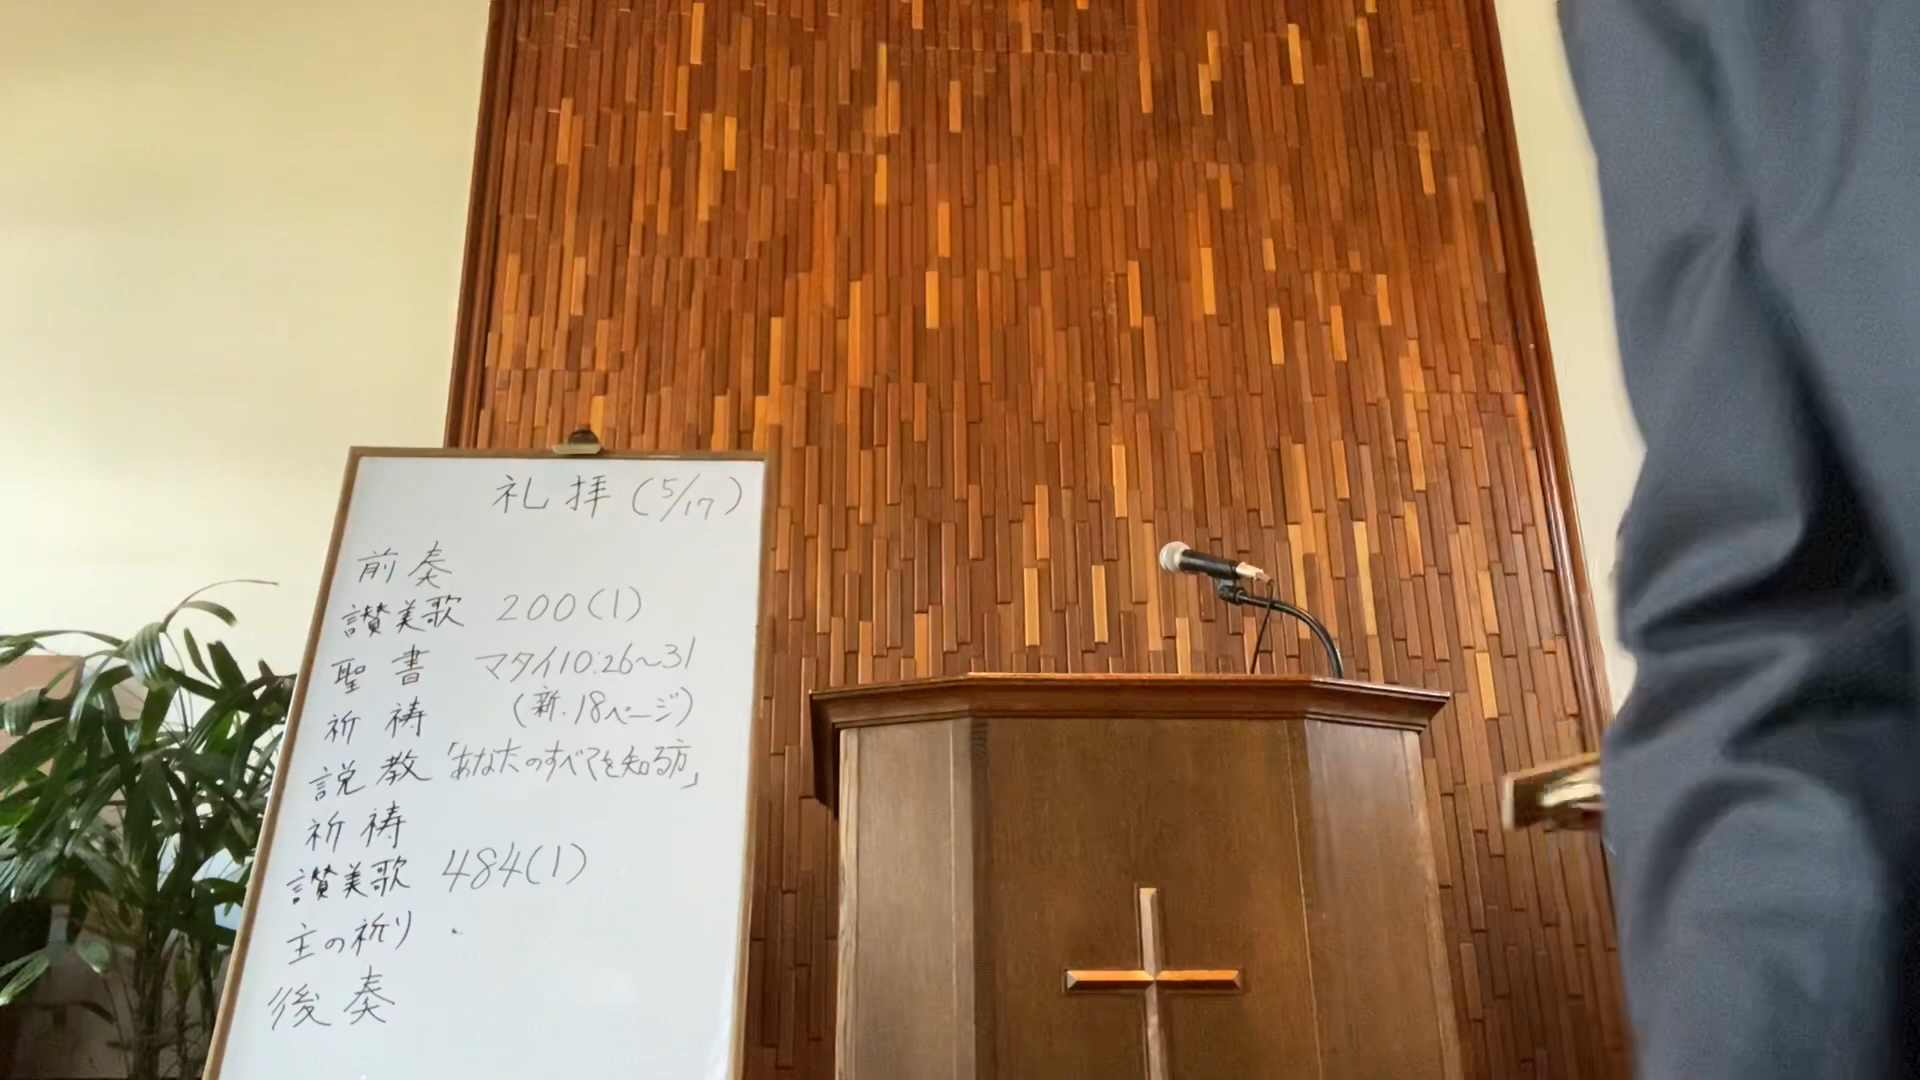 礼拝(5/17)
前奏
讃美歌 200(1)
聖書 マタイ10:26~31
(新.18ページ)
祈祷
説教「あなたのすべてを知る方」
祈祷
讃美歌 484(1)
主の祈り
後奏